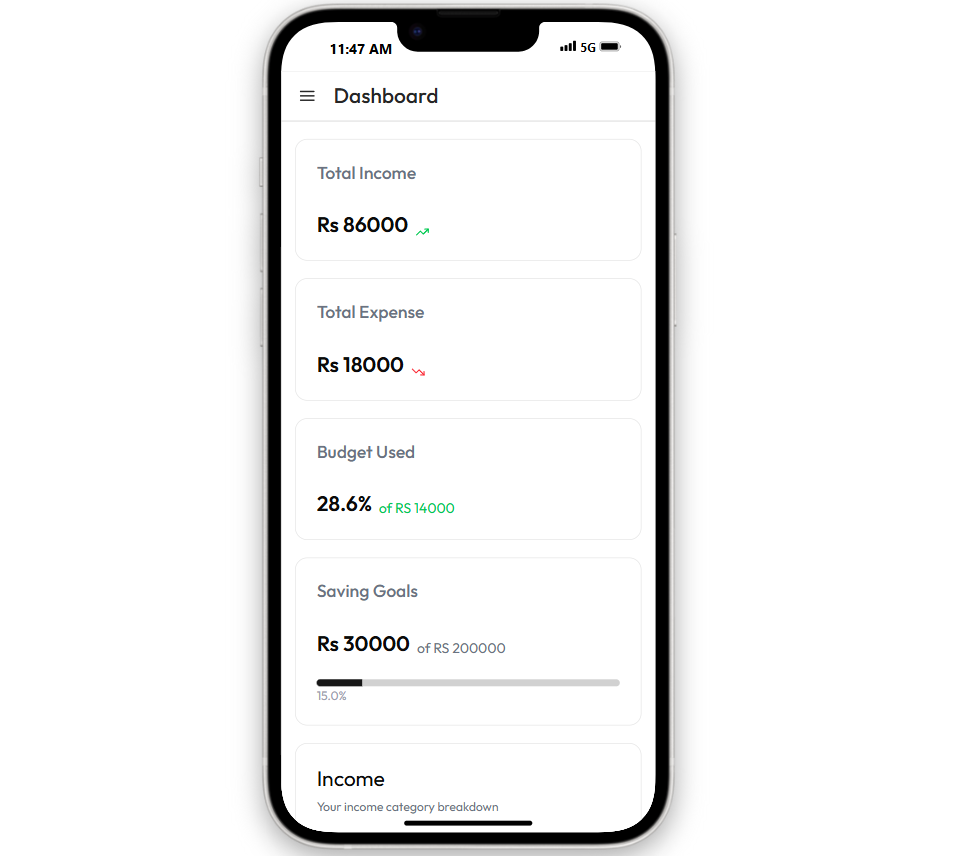 11:47 AM 5G
Dashboard
Total Income
Rs 86000
Total Expense
Rs 18000
Budget Used
28.6% of RS 14000
Saving Goals
Rs 30000 of RS 200000
15.0%
Income
Your income category breakdown